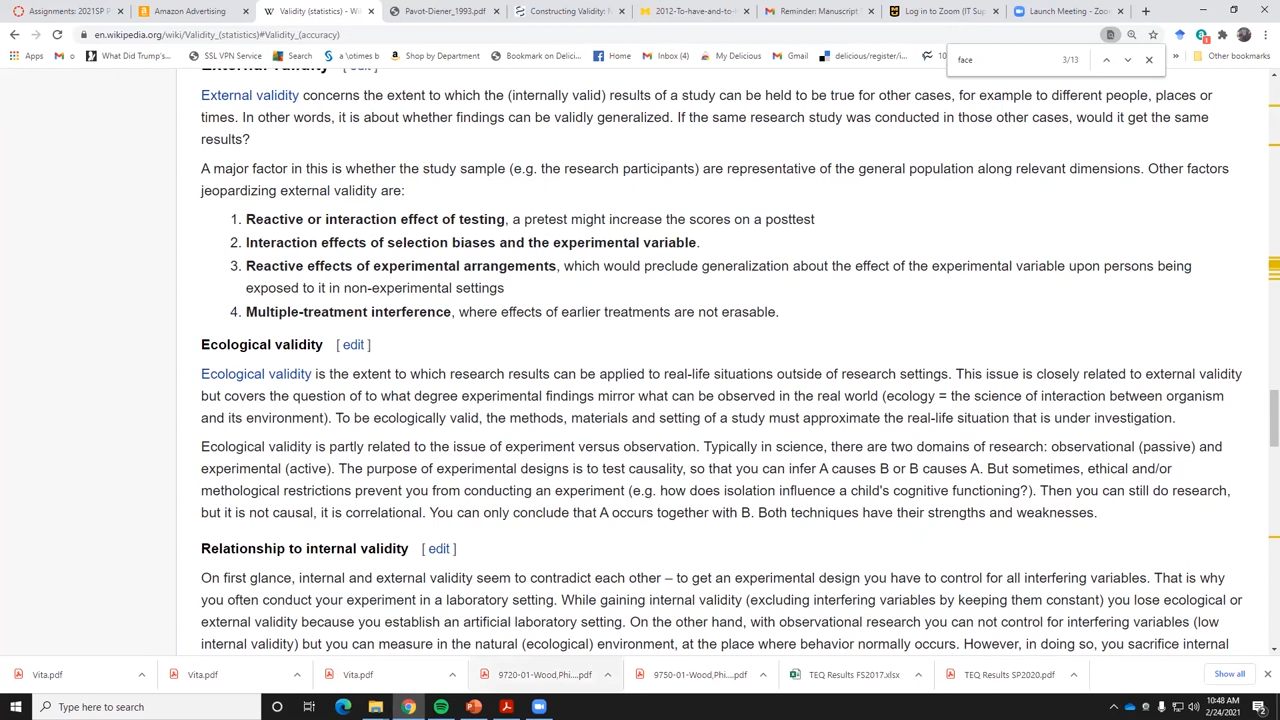 Assignments: 2021SP P
Amazon Advertising
Validity (statistics) - Wiki
Pavot-Diener_1993.pdf
Constructing Validity: N
2012-To-have-and-to-
Reminder: Manuscript F
Log in to Zoom (IT Sup
Launch Meeting - Zoom
en.wikipedia.org/wiki/Validity_(statistics)#Validity_(accuracy)
Apps
What Did Trump's...
SSL VPN Service
Search
a \otimes b
Shop by Department
Bookmark on Delici...
Home
Inbox (4)
My Delicious
Gmail
delicious/register/i...
10
Other bookmarks
face
3/13
External validity [ edit ]
External validity concerns the extent to which the (internally valid) results of a study can be held to be true for other cases, for example to different people, places or
times. In other words, it is about whether findings can be validly generalized. If the same research study was conducted in those other cases, would it get the same
results?
A major factor in this is whether the study sample (e.g. the research participants) are representative of the general population along relevant dimensions. Other factors
jeopardizing external validity are:
1. Reactive or interaction effect of testing, a pretest might increase the scores on a posttest
2. Interaction effects of selection biases and the experimental variable.
3. Reactive effects of experimental arrangements, which would preclude generalization about the effect of the experimental variable upon persons being
exposed to it in non-experimental settings
4. Multiple-treatment interference, where effects of earlier treatments are not erasable.
Ecological validity [ edit ]
Ecological validity is the extent to which research results can be applied to real-life situations outside of research settings. This issue is closely related to external validity
but covers the question of to what degree experimental findings mirror what can be observed in the real world (ecology = the science of interaction between organism
and its environment). To be ecologically valid, the methods, materials and setting of a study must approximate the real-life situation that is under investigation.
Ecological validity is partly related to the issue of experiment versus observation. Typically in science, there are two domains of research: observational (passive) and
experimental (active). The purpose of experimental designs is to test causality, so that you can infer A causes B or B causes A. But sometimes, ethical and/or
methological restrictions prevent you from conducting an experiment (e.g. how does isolation influence a child's cognitive functioning?). Then you can still do research,
but it is not causal, it is correlational. You can only conclude that A occurs together with B. Both techniques have their strengths and weaknesses.
Relationship to internal validity [ edit ]
On first glance, internal and external validity seem to contradict each other – to get an experimental design you have to control for all interfering variables. That is why
you often conduct your experiment in a laboratory setting. While gaining internal validity (excluding interfering variables by keeping them constant) you lose ecological or
external validity because you establish an artificial laboratory setting. On the other hand, with observational research you can not control for interfering variables (low
internal validity) but you can measure in the natural (ecological) environment, at the place where behavior normally occurs. However, in doing so, you sacrifice internal
Vita.pdf
Vita.pdf
Vita.pdf
9720-01-Wood,Phi....pdf
9750-01-Wood,Phi....pdf
TEQ Results FS2017.xlsx
TEQ Results SP2020.pdf
Show all
Type here to search
10:48 AM
2/24/2021